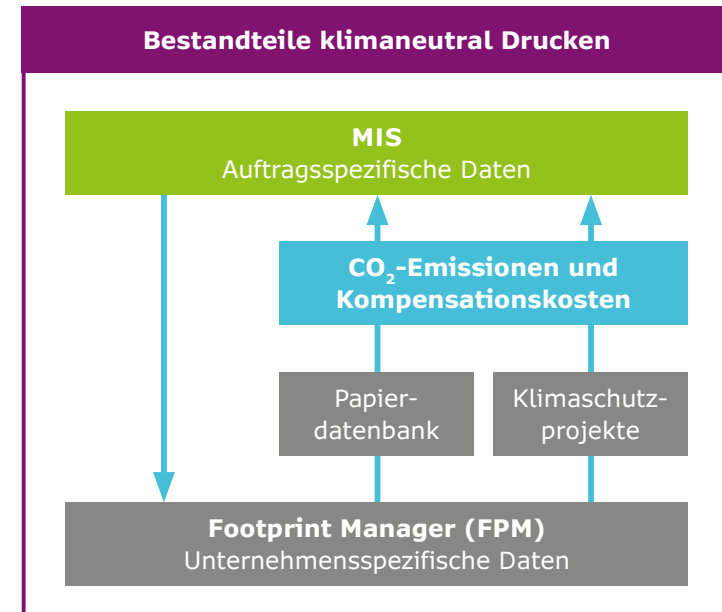 Bestandteile klimaneutral Drucken
MIS
Auftragsspezifische Daten
CO₂-Emissionen und
Kompensationskosten
Papier-
datenbank
Klimaschutz-
projekte
Footprint Manager (FPM)
Unternehmensspezifische Daten